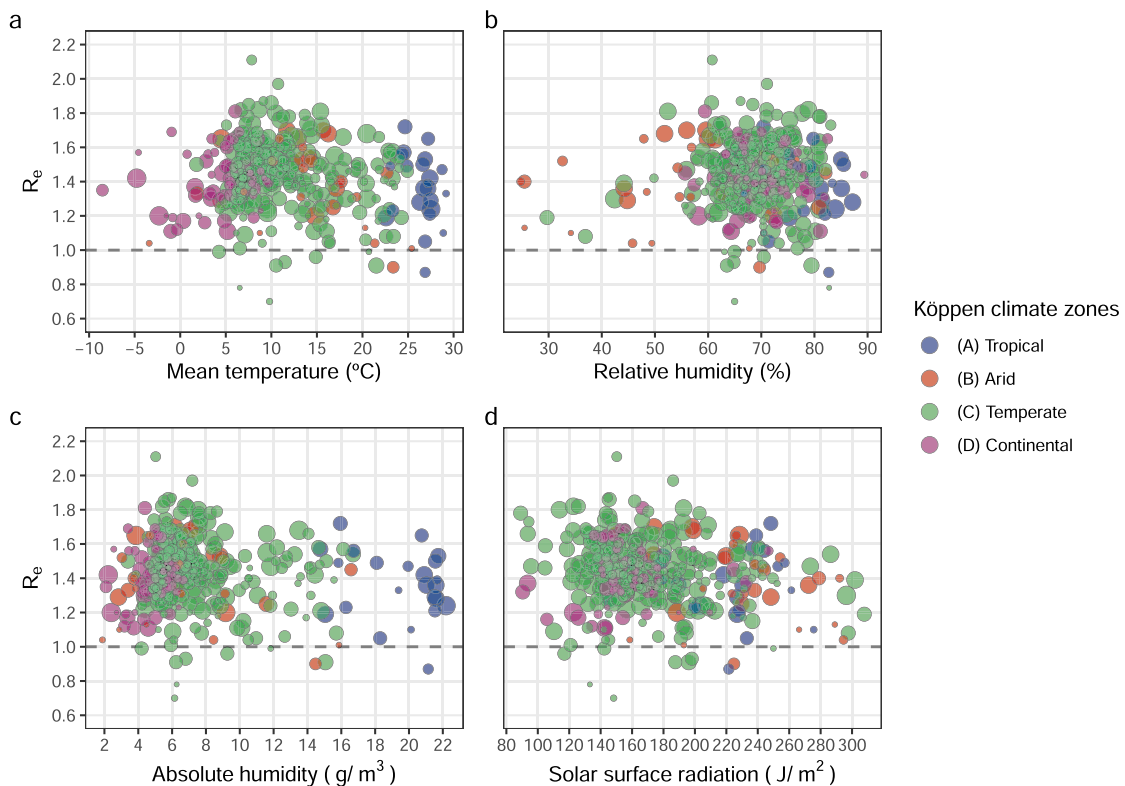 a
b
Re
2.2
2.0
1.8
1.6
1.4
1.2
1.0
0.8
0.6
−10 −5 0 5 10 15 20 25 30
Mean temperature (ºC)
30 40 50 60 70 80 90
Relative humidity (%)
Köppen climate zones
(A) Tropical
(B) Arid
(C) Temperate
(D) Continental
c
d
Re
2.2
2.0
1.8
1.6
1.4
1.2
1.0
0.8
0.6
2 4 6 8 10 12 14 16 18 20 22
Absolute humidity ( g/ m³ )
80 100 120 140 160 180 200 220 240 260 280 300
Solar surface radiation ( J/ m² )